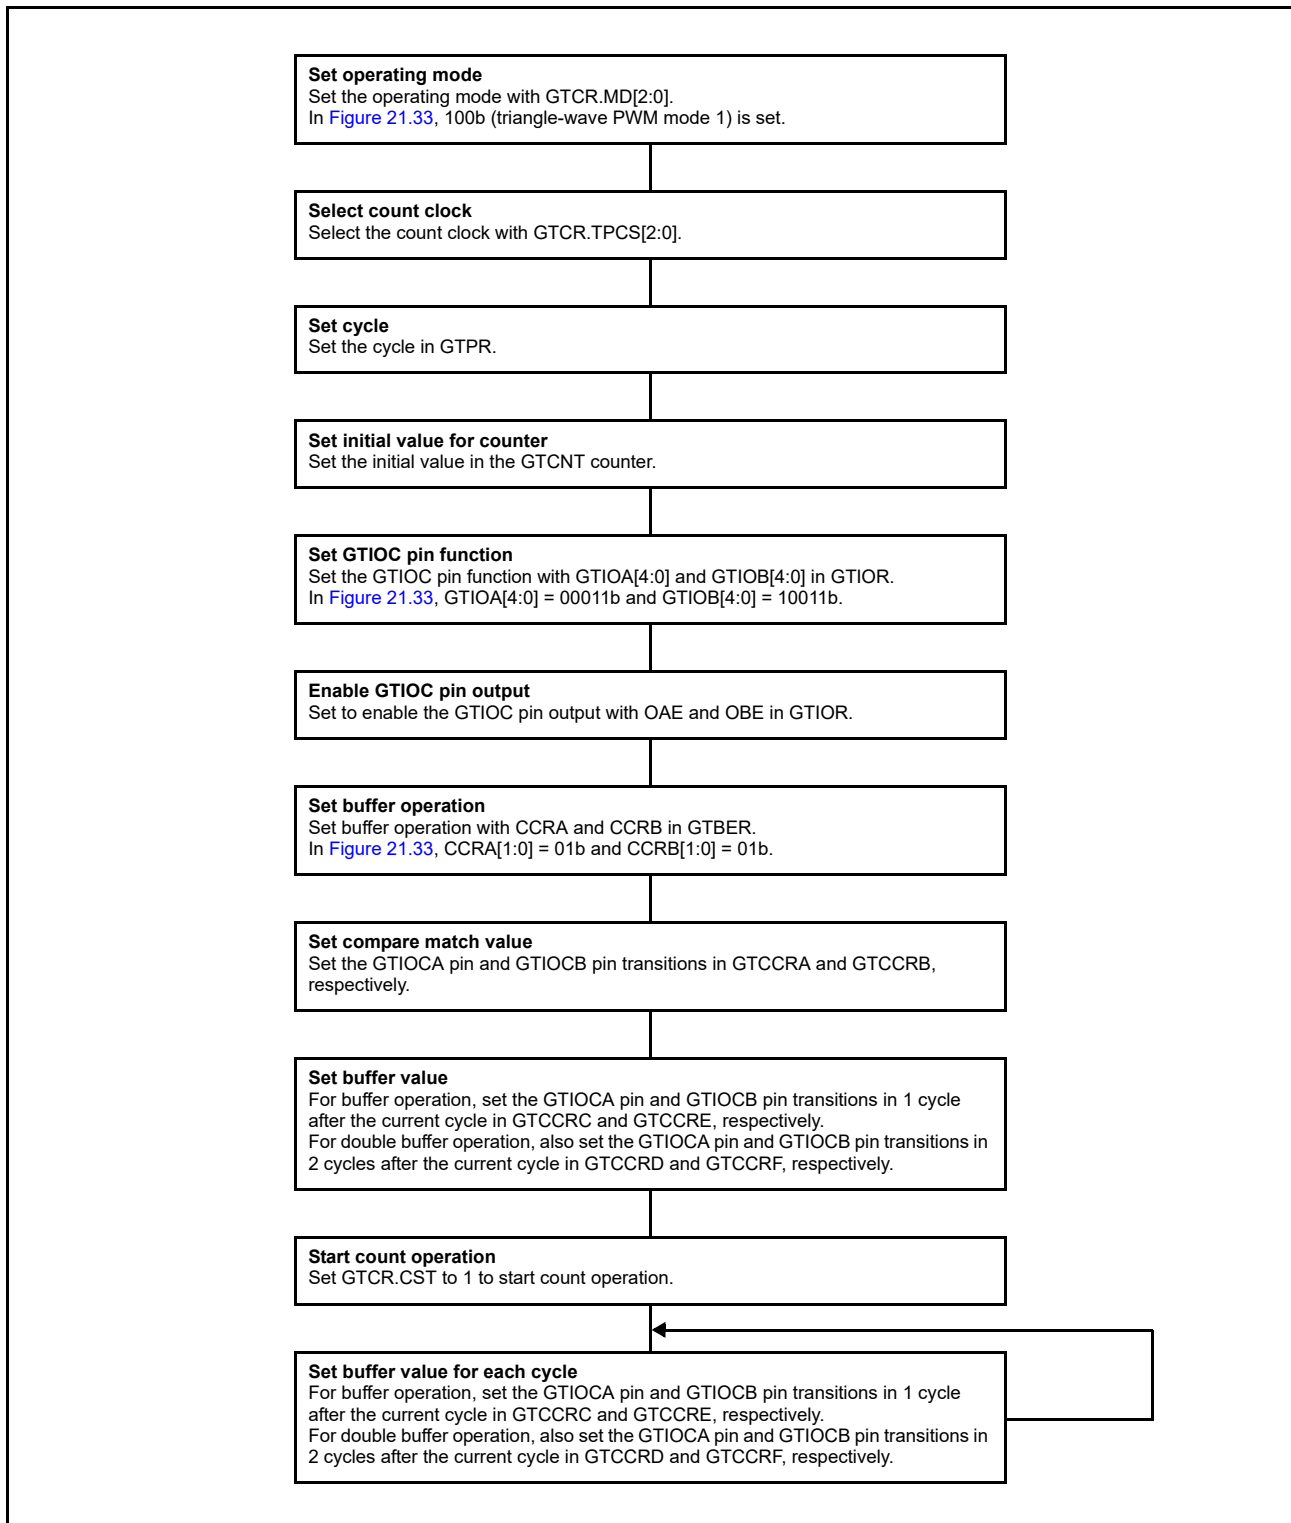 Set operating mode
Set the operating mode with GTCR.MD[2:0].
In Figure 21.33, 100b (triangle-wave PWM mode 1) is set.
Select count clock
Select the count clock with GTCR.TPCS[2:0].
Set cycle
Set the cycle in GTPR.
Set initial value for counter
Set the initial value in the GTCNT counter.
Set GTIOC pin function
Set the GTIOC pin function with GTIOA[4:0] and GTIOB[4:0] in GTIOR.
In Figure 21.33, GTIOA[4:0] = 00011b and GTIOB[4:0] = 10011b.
Enable GTIOC pin output
Set to enable the GTIOC pin output with OAE and OBE in GTIOR.
Set buffer operation
Set buffer operation with CCRA and CCRB in GTBER.
In Figure 21.33, CCRA[1:0] = 01b and CCRB[1:0] = 01b.
Set compare match value
Set the GTIOCA pin and GTIOCB pin transitions in GTCCRA and GTCCRB,
respectively.
Set buffer value
For buffer operation, set the GTIOCA pin and GTIOCB pin transitions in 1 cycle
after the current cycle in GTCCRC and GTCCRE, respectively.
For double buffer operation, also set the GTIOCA pin and GTIOCB pin transitions in
2 cycles after the current cycle in GTCCRD and GTCCRF, respectively.
Start count operation
Set GTCR.CST to 1 to start count operation.
Set buffer value for each cycle
For buffer operation, set the GTIOCA pin and GTIOCB pin transitions in 1 cycle
after the current cycle in GTCCRC and GTCCRE, respectively.
For double buffer operation, also set the GTIOCA pin and GTIOCB pin transitions in
2 cycles after the current cycle in GTCCRD and GTCCRF, respectively.